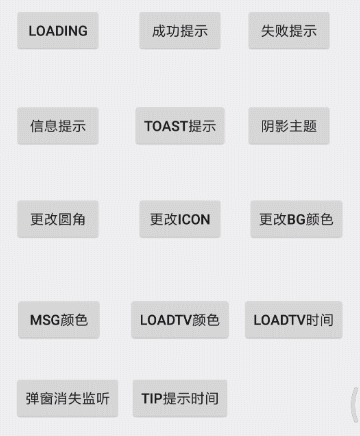 LOADING 成功提示 失败提示
信息提示 TOAST提示 阴影主题
更改圆角 更改ICON 更改BG颜色
MSG颜色 LOADTV颜色 LOADTV时间
弹窗消失监听 TIP提示时间